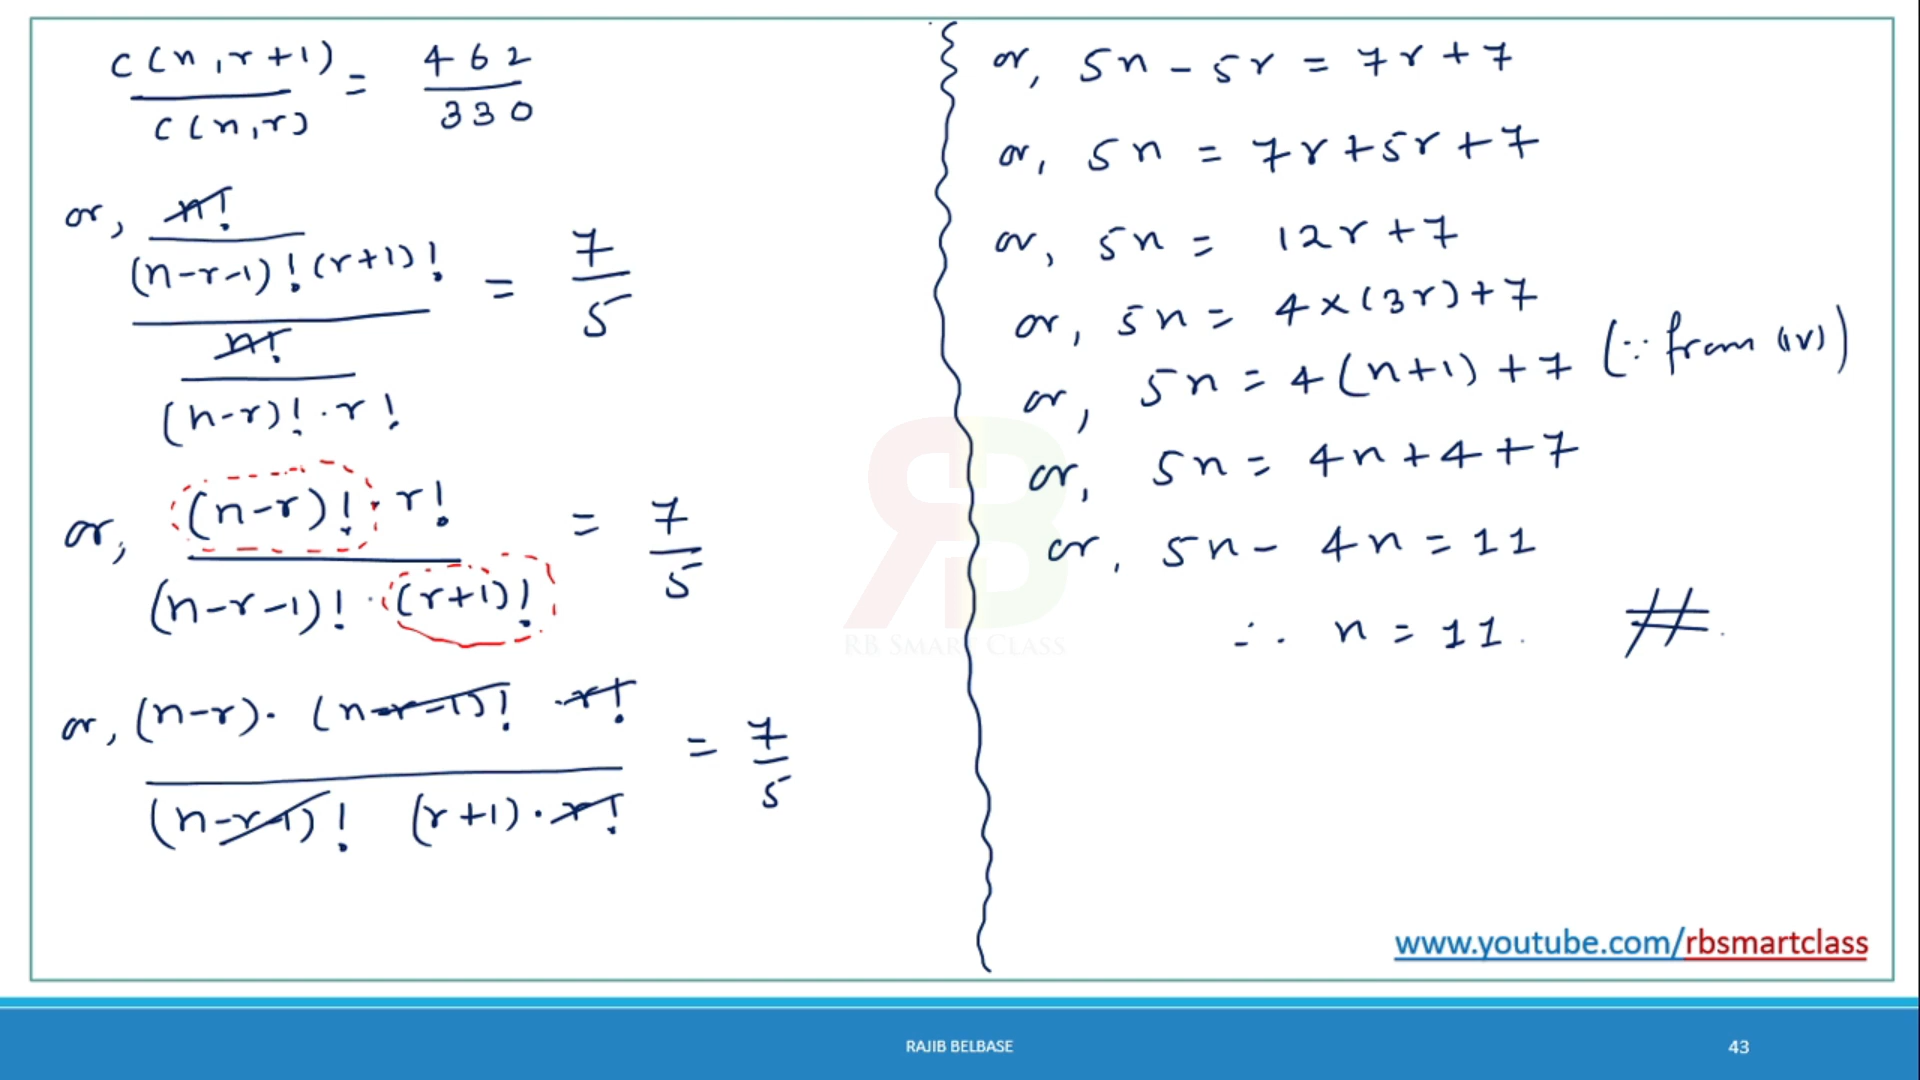 C(n,r+1) / C(n,r) = 462 / 330
or, n! / (n-r-1)!(r+1)! / n! / (n-r)!·r! = 7/5
or, (n-r)!·r! / (n-r-1)!·(r+1)! = 7/5
or, (n-r)·(n-r-1)!·r! / (n-r-1)! (r+1)·r! = 7/5
or, 5n - 5r = 7r + 7
or, 5n = 7r+5r+7
or, 5n = 12r+7
or, 5n = 4×(3r)+7
or, 5n = 4(n+1)+7 (∵ from (iv))
or, 5n = 4n+4+7
or, 5n - 4n = 11
∴ n = 11. #.
RB SMART CLASS
www.youtube.com/rbsmartclass
RAJIB BELBASE
43